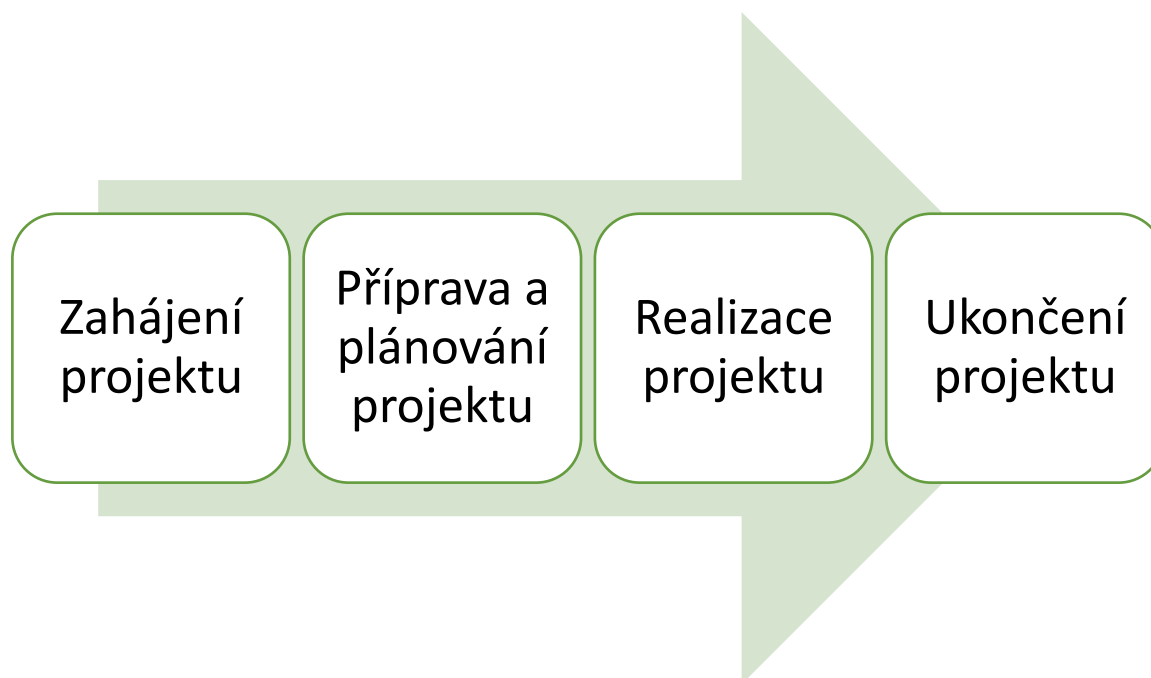 Zahájení
projektu
Příprava a
plánování
projektu
Realizace
projektu
Ukončení
projektu